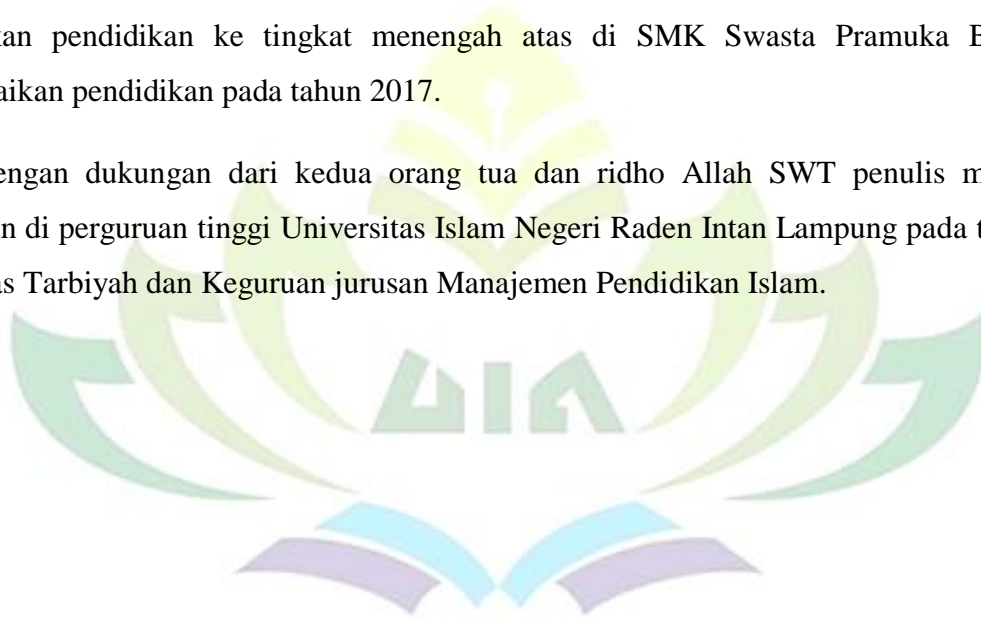 kan pendidikan ke tingkat menengah atas di SMK Swasta Pramuka B
aikan pendidikan pada tahun 2017.
engan dukungan dari kedua orang tua dan ridho Allah SWT penulis m
n di perguruan tinggi Universitas Islam Negeri Raden Intan Lampung pada t
as Tarbiyah dan Keguruan jurusan Manajemen Pendidikan Islam.
UIN